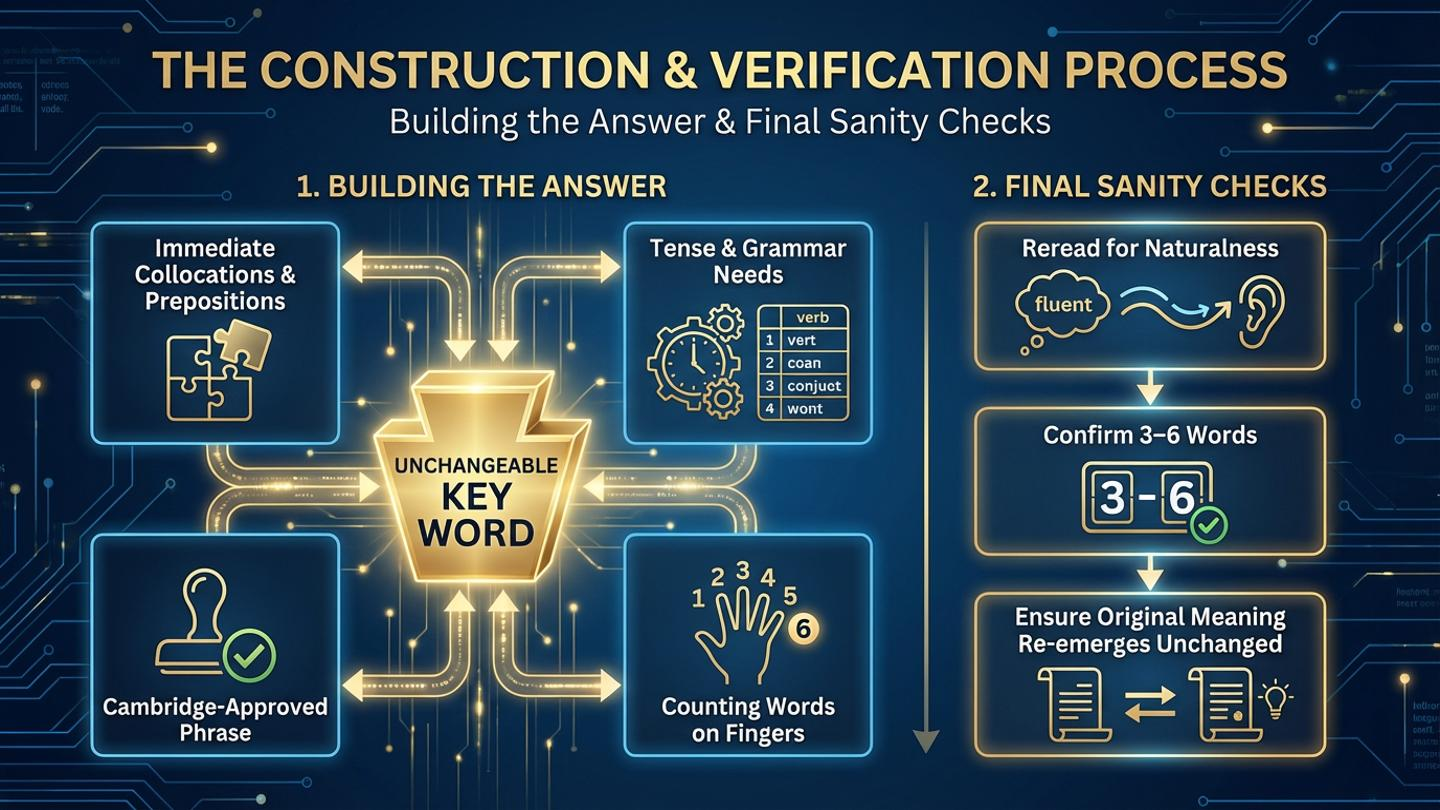 THE CONSTRUCTION & VERIFICATION PROCESS
Building the Answer & Final Sanity Checks
1. BUILDING THE ANSWER
Immediate
Collocations &
Prepositions
Tense & Grammar
Needs
verb
1 vert
2 coan
3 conjuct
4 wont
UNCHANGEABLE
KEY
WORD
Cambridge-Approved
Phrase
1 2 3 4 5 6
Counting Words
on Fingers
2. FINAL SANITY CHECKS
Reread for Naturalness
fluent
Confirm 3–6 Words
3-6
Ensure Original Meaning
Re-emerges Unchanged